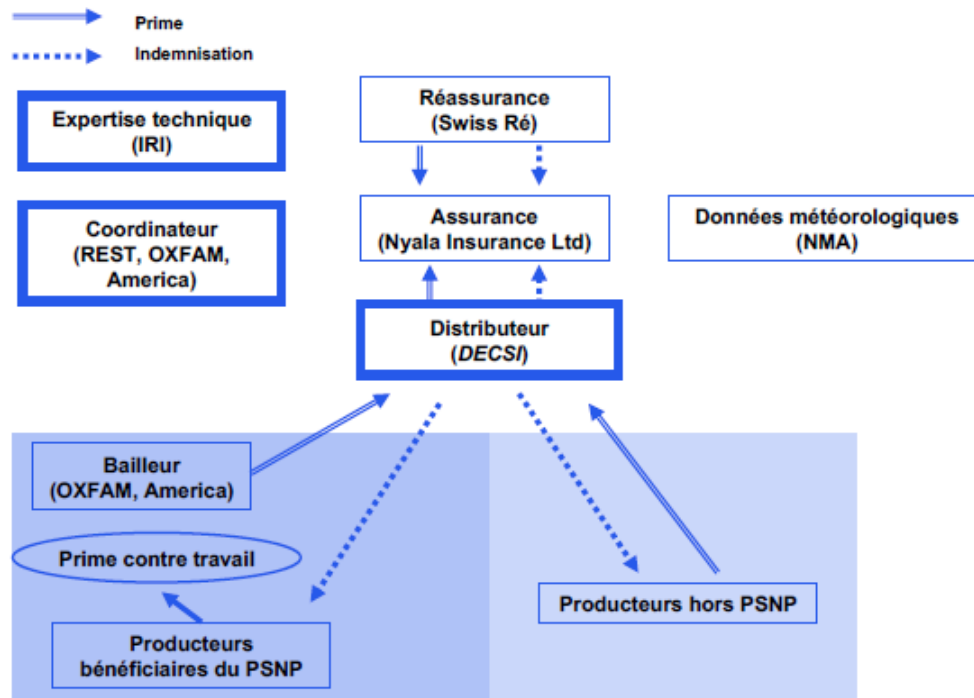 Prime
Indemnisation
Expertise technique
(IRI)
Réassurance
(Swiss Ré)
Coordinateur
(REST, OXFAM,
America)
Assurance
(Nyala Insurance Ltd)
Données météorologiques
(NMA)
Distributeur
(DECSI)
Bailleur
(OXFAM, America)
Prime contre travail
Producteurs
bénéficiaires du PSNP
Producteurs hors PSNP